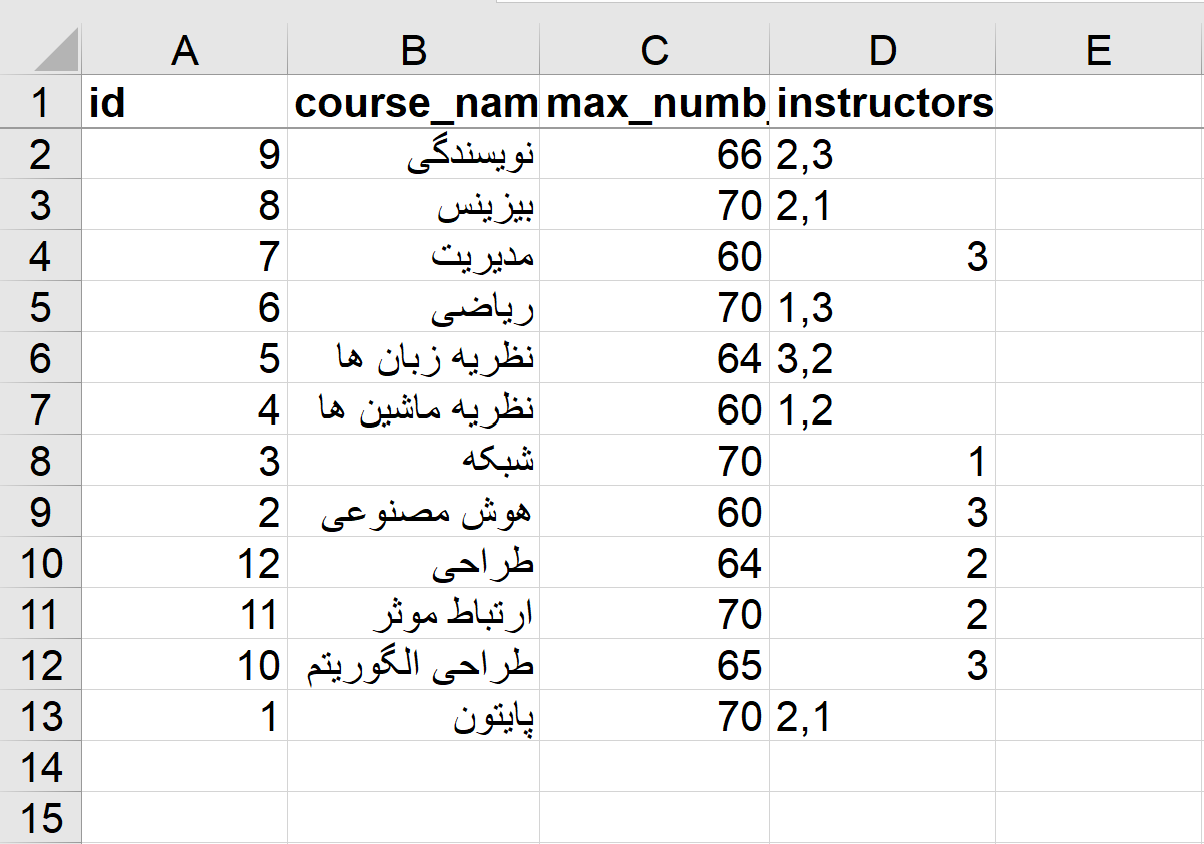 A B C D E
1 id course_nam max_numb instructors
2 9 نویسندگی 66 2,3
3 8 بیزینس 70 2,1
4 7 مدیریت 60 3
5 6 ریاضی 70 1,3
6 5 نظریه زبان ها 64 3,2
7 4 نظریه ماشین ها 60 1,2
8 3 شبکه 70 1
9 2 هوش مصنوعی 60 3
10 12 طراحی 64 2
11 11 ارتباط موثر 70 2
12 10 طراحی الگوریتم 65 3
13 1 پایتون 70 2,1
14
15